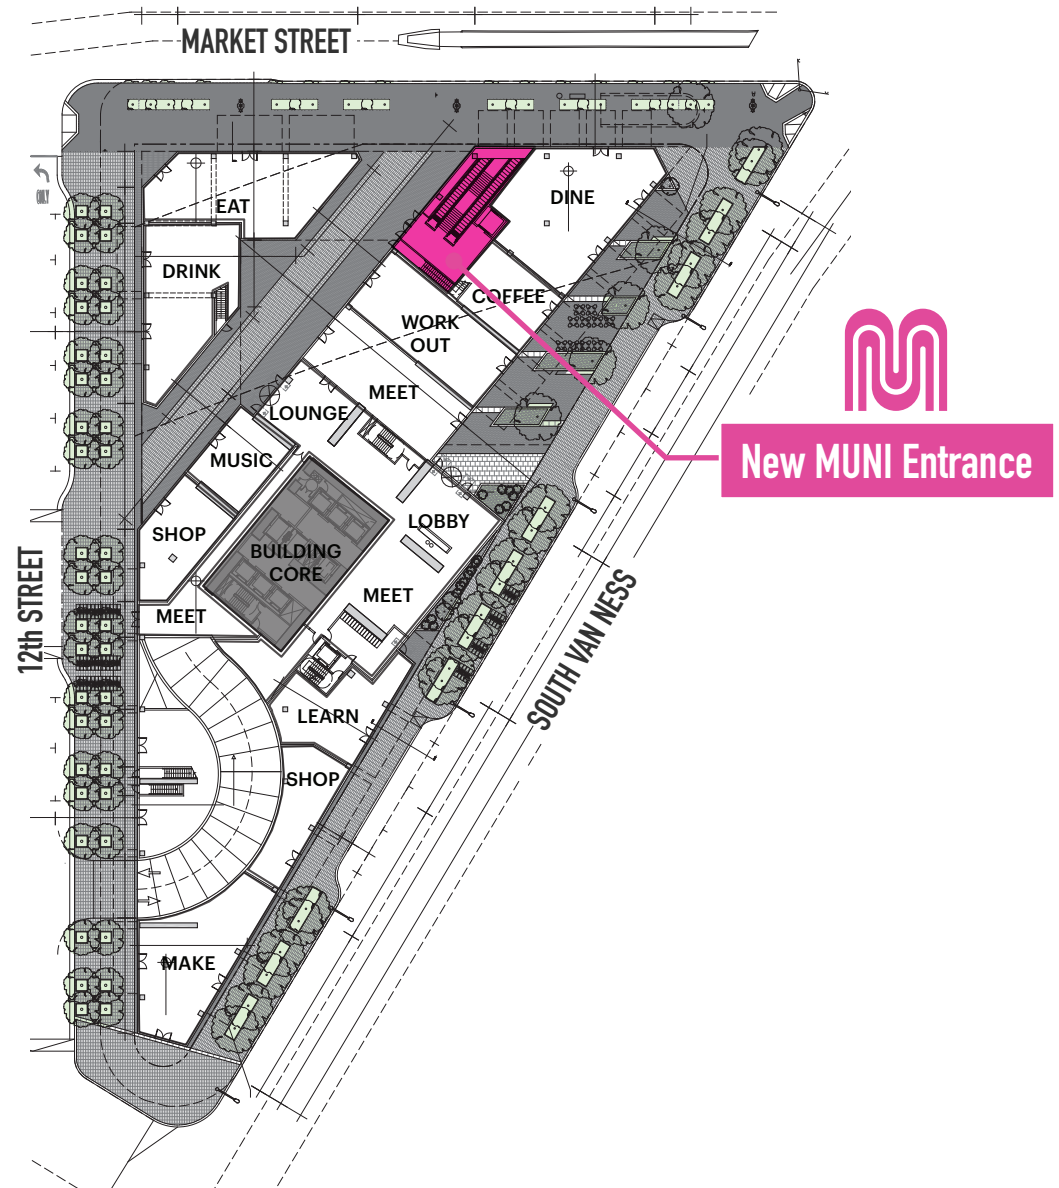 MARKET STREET
EAT
DINE
DRINK
COFFEE
WORK
OUT
MEET
LOUNGE
New MUNI Entrance
MUSIC
LOBBY
SHOP
BUILDING
CORE
12th STREET
MEET
MEET
SOUTH VAN NESS
LEARN
SHOP
MAKE